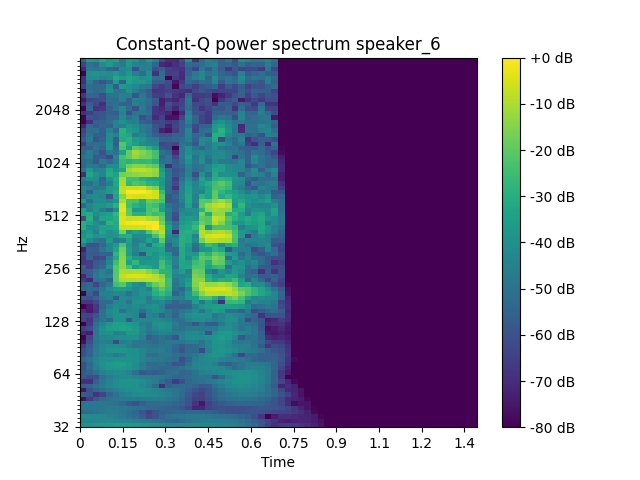 Constant-Q power spectrum speaker_6
2048
1024
512
256
128
64
32
Hz
0 0.15 0.3 0.45 0.6 0.75 0.9 1.1 1.2 1.4
Time
+0 dB
-10 dB
-20 dB
-30 dB
-40 dB
-50 dB
-60 dB
-70 dB
-80 dB